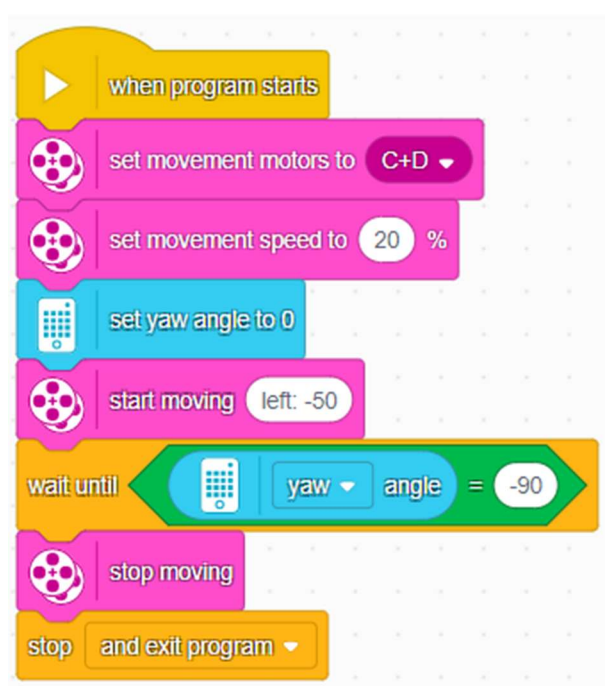 when program starts
set movement motors to C+D
set movement speed to 20 %
set yaw angle to 0
start moving left: -50
wait until yaw angle = -90
stop moving
stop and exit program